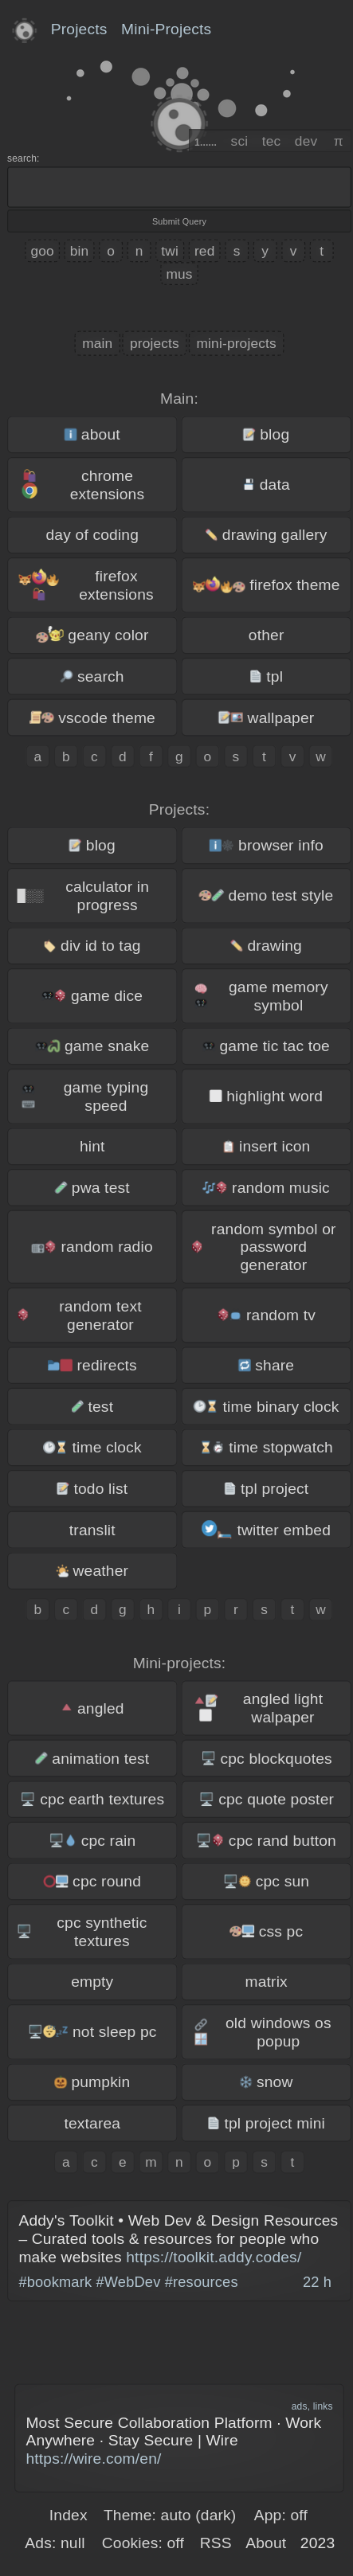 Projects Mini-Projects
1...... sci tec dev π
search:
Submit Query
goo bin o n twi red s y v t
mus
main projects mini-projects
Main:
about
blog
chrome
extensions
data
day of coding
drawing gallery
firefox
extensions
firefox theme
geany color
other
search
tpl
vscode theme
wallpaper
a b c d f g o s t v w
Projects:
blog
browser info
calculator in
progress
demo test style
div id to tag
drawing
game dice
game memory
symbol
game snake
game tic tac toe
game typing
speed
highlight word
hint
insert icon
pwa test
random music
random radio
random symbol or
password
generator
random text
generator
random tv
redirects
share
test
time binary clock
time clock
time stopwatch
todo list
tpl project
translit
twitter embed
weather
b c d g h i p r s t w
Mini-projects:
angled
angled light
walpaper
animation test
cpc blockquotes
cpc earth textures
cpc quote poster
cpc rain
cpc rand button
cpc round
cpc sun
cpc synthetic
textures
css pc
empty
matrix
not sleep pc
old windows os
popup
pumpkin
snow
textarea
tpl project mini
a c e m n o p s t
Addy's Toolkit • Web Dev & Design Resources
– Curated tools & resources for people who
make websites https://toolkit.addy.codes/
#bookmark #WebDev #resources 22 h
ads, links
Most Secure Collaboration Platform · Work
Anywhere · Stay Secure | Wire
https://wire.com/en/
Index Theme: auto (dark) App: off
Ads: null Cookies: off RSS About 2023